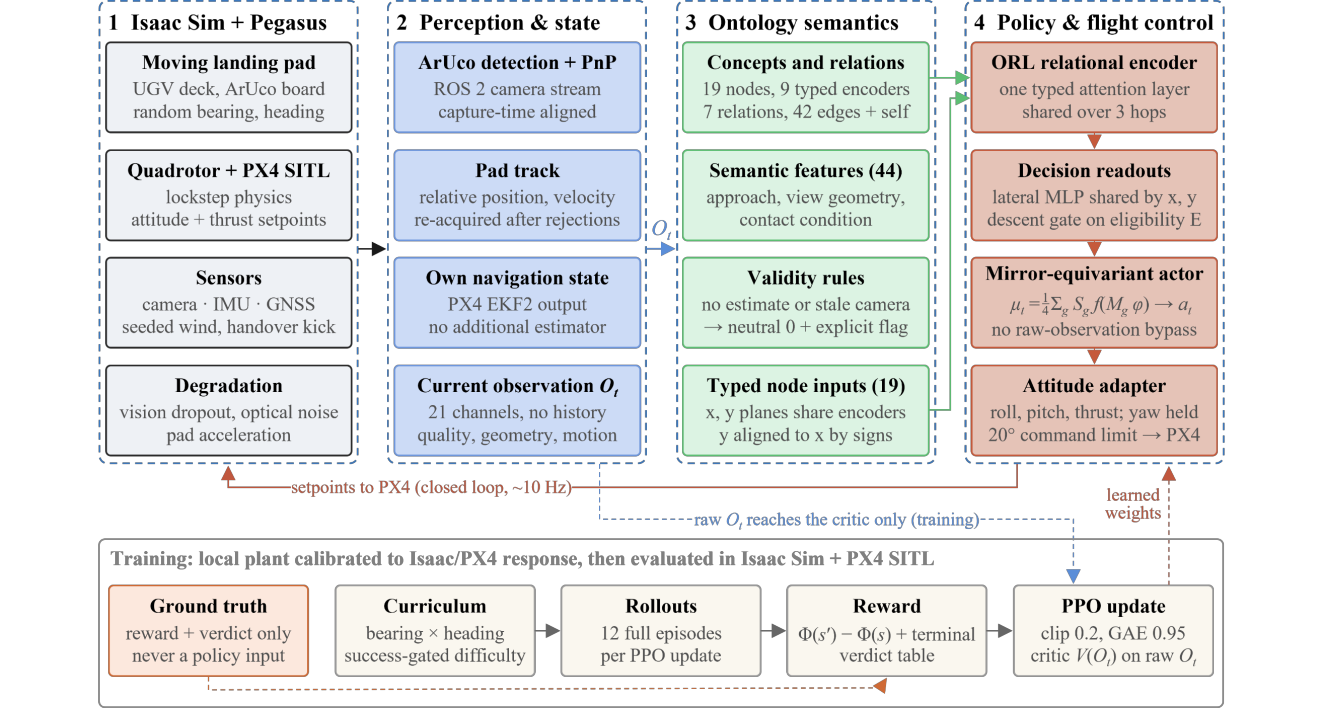 1 Isaac Sim + Pegasus
Moving landing pad
UGV deck, ArUco board
random bearing, heading
Quadrotor + PX4 SITL
lockstep physics
attitude + thrust setpoints
Sensors
camera · IMU · GNSS
seeded wind, handover kick
Degradation
vision dropout, optical noise
pad acceleration
2 Perception & state
ArUco detection + PnP
ROS 2 camera stream
capture-time aligned
Pad track
relative position, velocity
re-acquired after rejections
Own navigation state
PX4 EKF2 output
no additional estimator
Current observation Oₜ
21 channels, no history
quality, geometry, motion
Oₜ
3 Ontology semantics
Concepts and relations
19 nodes, 9 typed encoders
7 relations, 42 edges + self
Semantic features (44)
approach, view geometry,
contact condition
Validity rules
no estimate or stale camera
→ neutral 0 + explicit flag
Typed node inputs (19)
x, y planes share encoders
y aligned to x by signs
4 Policy & flight control
ORL relational encoder
one typed attention layer
shared over 3 hops
Decision readouts
lateral MLP shared by x, y
descent gate on eligibility E
Mirror-equivariant actor
μₜ = ¼Σ_g S_g f(M_g φ) → aₜ
no raw-observation bypass
Attitude adapter
roll, pitch, thrust; yaw held
20° command limit → PX4
setpoints to PX4 (closed loop, ~10 Hz)
raw Oₜ reaches the critic only (training)
learned
weights
Training: local plant calibrated to Isaac/PX4 response, then evaluated in Isaac Sim + PX4 SITL
Ground truth
reward + verdict only
never a policy input
Curriculum
bearing × heading
success-gated difficulty
Rollouts
12 full episodes
per PPO update
Reward
Φ(s′) − Φ(s) + terminal
verdict table
PPO update
clip 0.2, GAE 0.95
critic V(Oₜ) on raw Oₜ